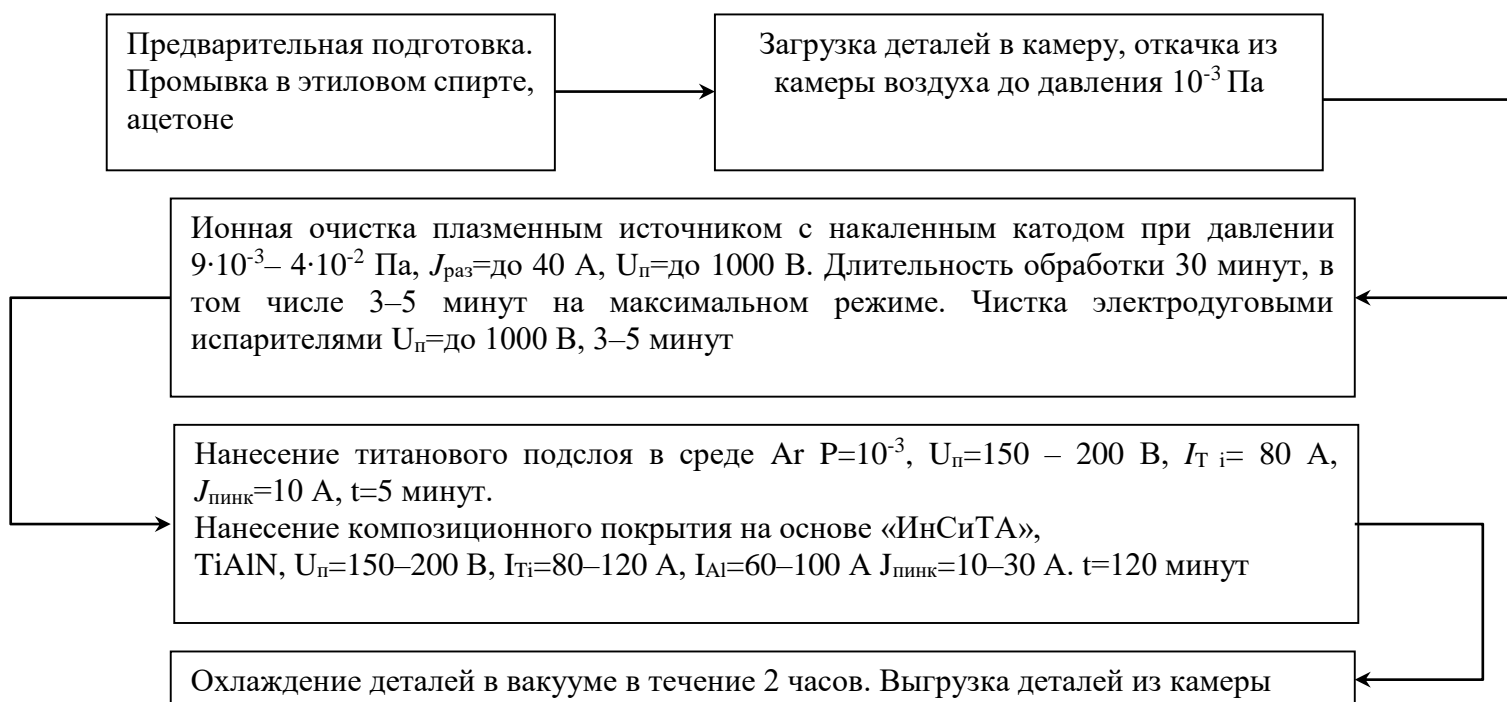 Предварительная подготовка.
Промывка в этиловом спирте,
ацетоне
Загрузка деталей в камеру, откачка из
камеры воздуха до давления 10⁻³ Па
Ионная очистка плазменным источником с накаленным катодом при давлении
9·10⁻³– 4·10⁻² Па, Jраз=до 40 А, Uп=до 1000 В. Длительность обработки 30 минут, в
том числе 3–5 минут на максимальном режиме. Чистка электродуговыми
испарителями Uп=до 1000 В, 3–5 минут
Нанесение титанового подслоя в среде Ar P=10⁻³, Uп=150 – 200 В, IT i= 80 А,
Jпинк=10 А, t=5 минут.
Нанесение композиционного покрытия на основе «ИнСиТА»,
TiAlN, Uп=150–200 В, ITi=80–120 А, IAl=60–100 А Jпинк=10–30 А. t=120 минут
Охлаждение деталей в вакууме в течение 2 часов. Выгрузка деталей из камеры